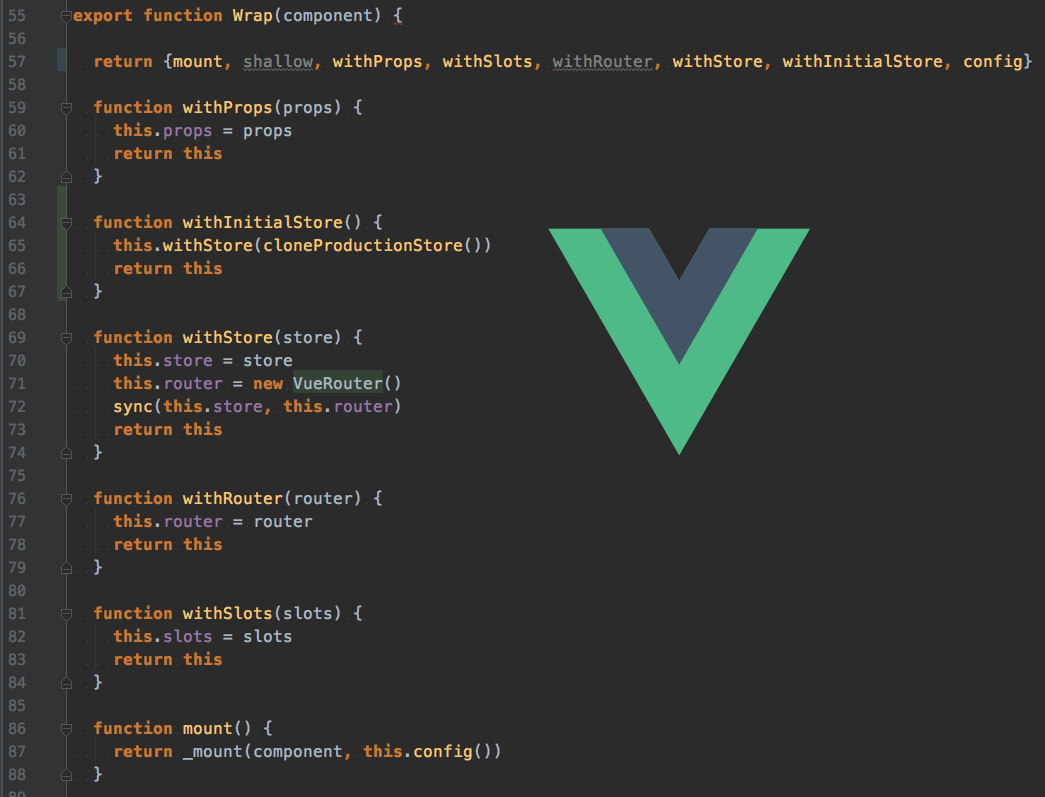 55 export function Wrap(component) {
56
57 return {mount, shallow, withProps, withSlots, withRouter, withStore, withInitialStore, config}
58
59 function withProps(props) {
60 this.props = props
61 return this
62 }
63
64 function withInitialStore() {
65 this.withStore(cloneProductionStore())
66 return this
67 }
68
69 function withStore(store) {
70 this.store = store
71 this.router = new VueRouter()
72 sync(this.store, this.router)
73 return this
74 }
75
76 function withRouter(router) {
77 this.router = router
78 return this
79 }
80
81 function withSlots(slots) {
82 this.slots = slots
83 return this
84 }
85
86 function mount() {
87 return _mount(component, this.config())
88 }
89